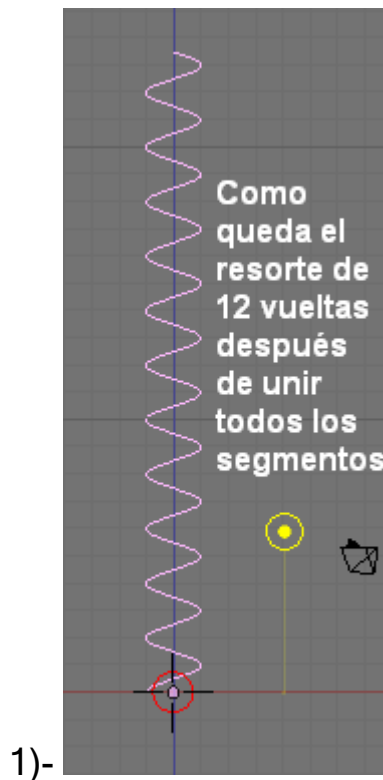 Como
queda el
resorte de
12 vueltas
después
de unir
todos los
segmentos
1)-